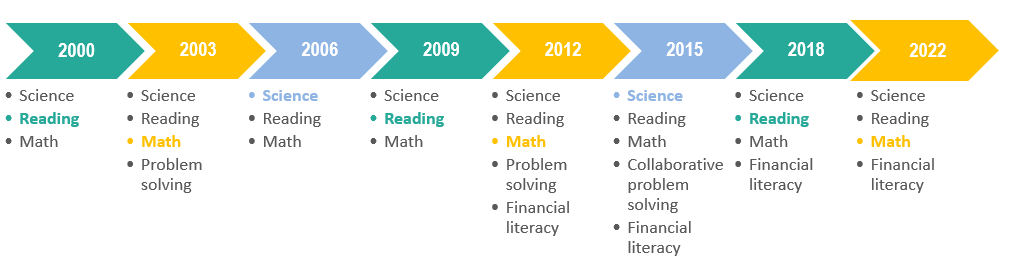 2000
• Science
• Reading
• Math
2003
• Science
• Reading
• Math
• Problem
solving
2006
• Science
• Reading
• Math
2009
• Science
• Reading
• Math
2012
• Science
• Reading
• Math
• Problem
solving
• Financial
literacy
2015
• Science
• Reading
• Math
• Collaborative
problem
solving
• Financial
literacy
2018
• Science
• Reading
• Math
• Financial
literacy
2022
• Science
• Reading
• Math
• Financial
literacy